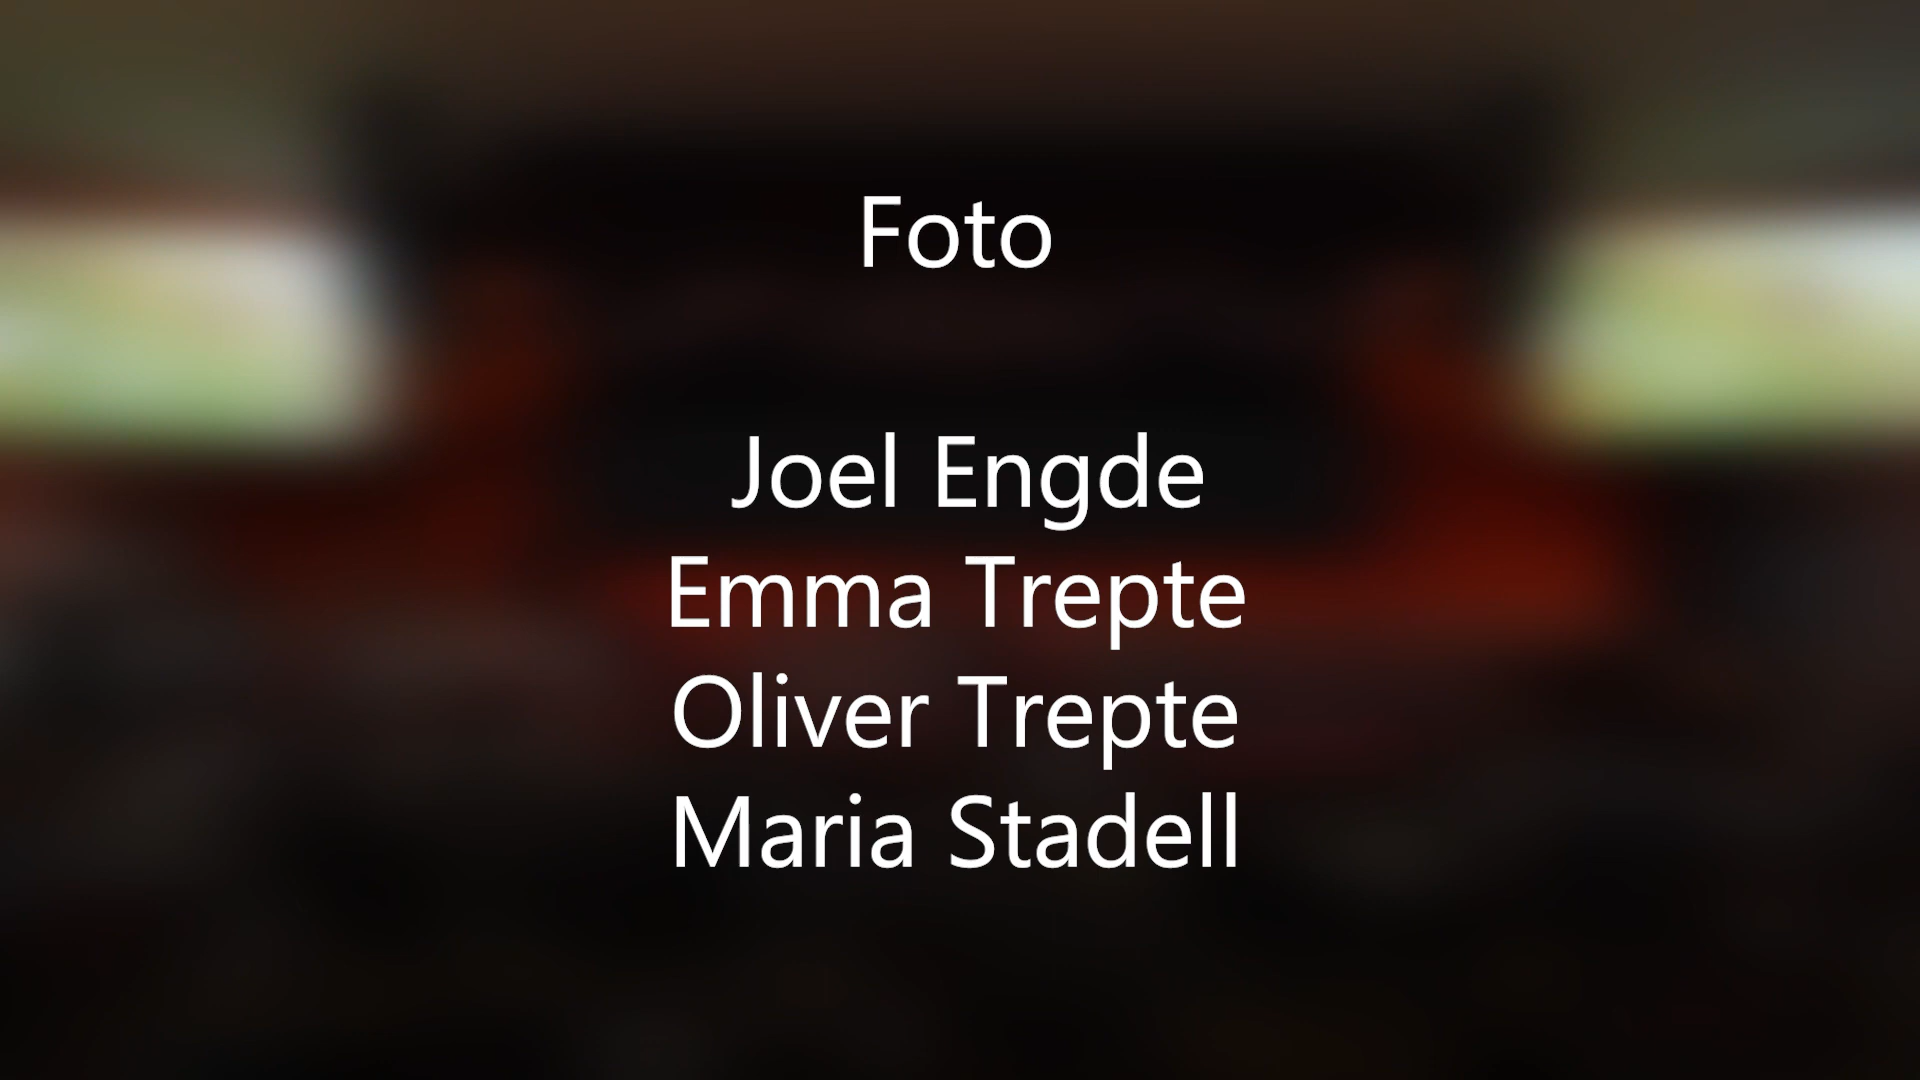 Foto
Joel Engde
Emma Trepte
Oliver Trepte
Maria Stadell